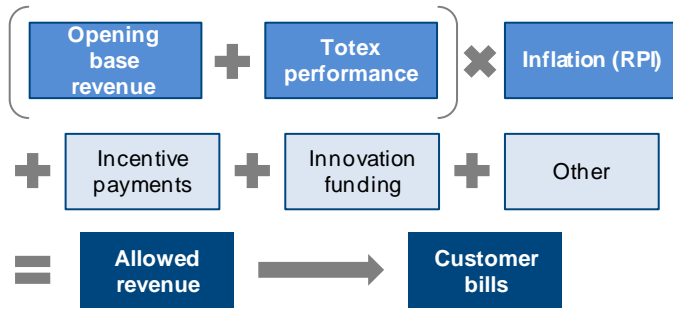 Opening
base
revenue
Totex
performance
Inflation (RPI)
Incentive
payments
Innovation
funding
Other
Allowed
revenue
Customer
bills